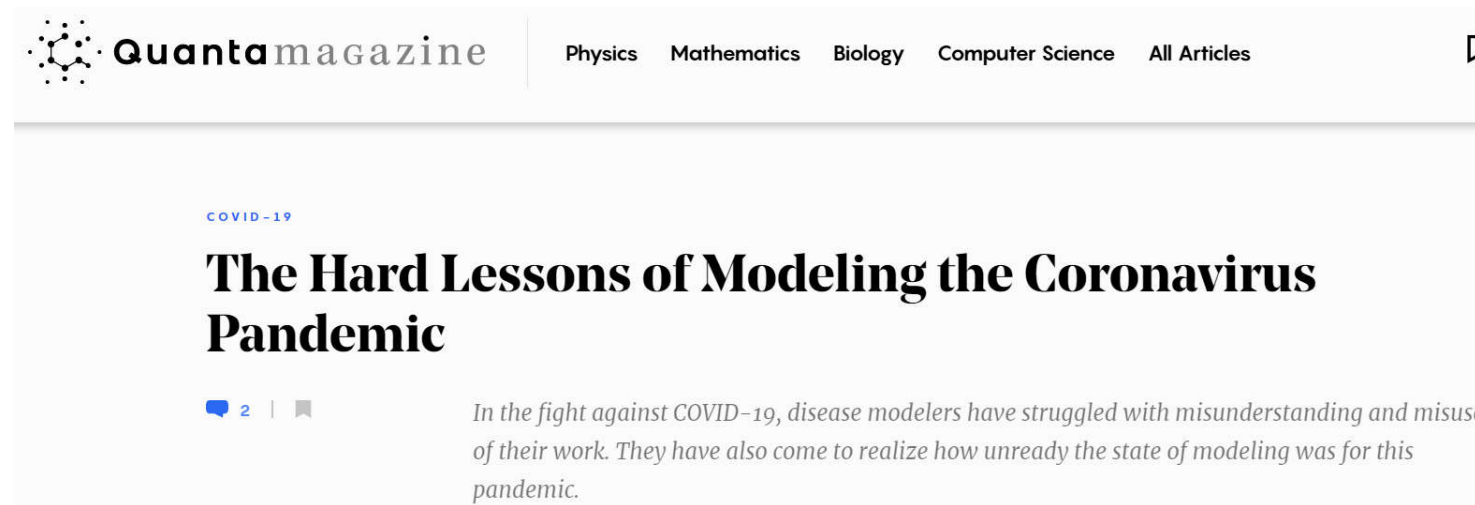 Quantamagazine
Physics Mathematics Biology Computer Science All Articles
COVID-19
The Hard Lessons of Modeling the Coronavirus
Pandemic
2
In the fight against COVID-19, disease modelers have struggled with misunderstanding and misuse
of their work. They have also come to realize how unready the state of modeling was for this
pandemic.